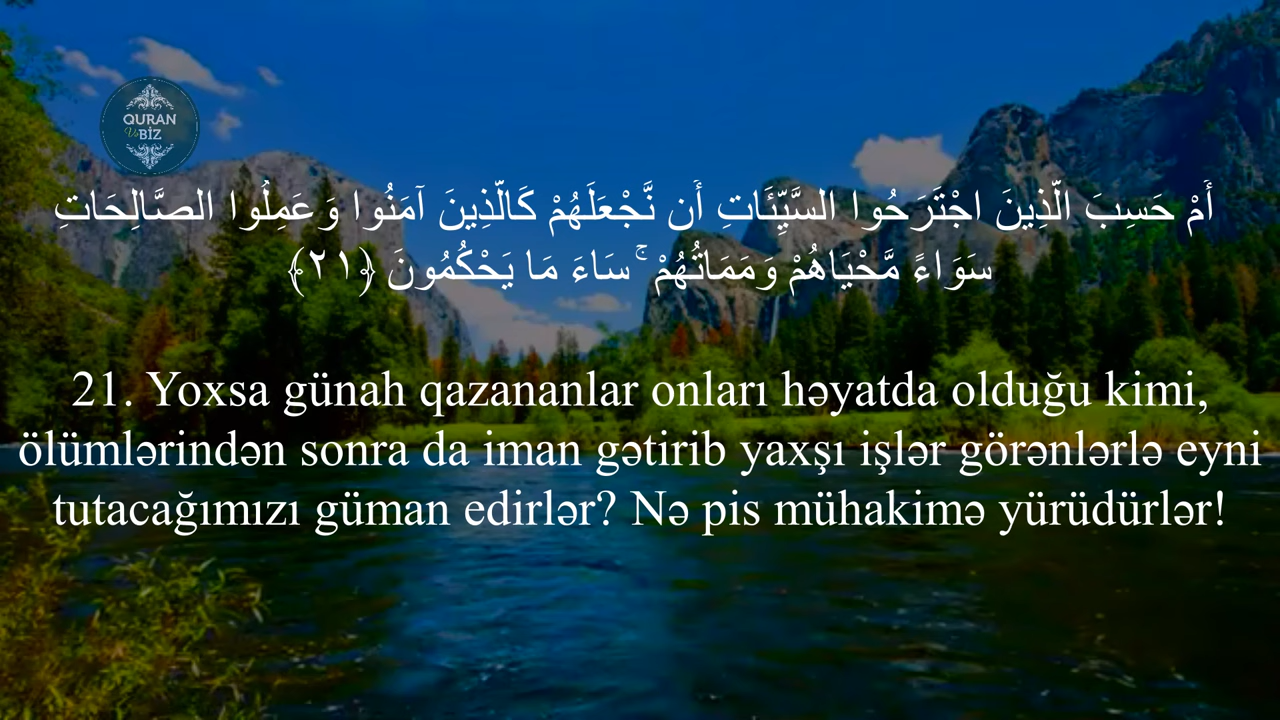 QURAN
Və BİZ
أَمْ حَسِبَ الَّذِينَ اجْتَرَحُوا السَّيِّئَاتِ أَن نَّجْعَلَهُمْ كَالَّذِينَ آمَنُوا وَعَمِلُوا الصَّالِحَاتِ
سَوَاءً مَّحْيَاهُمْ وَمَمَاتُهُمْ ۚ سَاءَ مَا يَحْكُمُونَ ﴿٢١﴾
21. Yoxsa günah qazananlar onları həyatda olduğu kimi,
ölümlərindən sonra da iman gətirib yaxşı işlər görənlərlə eyni
tutacağımızı güman edirlər? Nə pis mühakimə yürüdürlər!